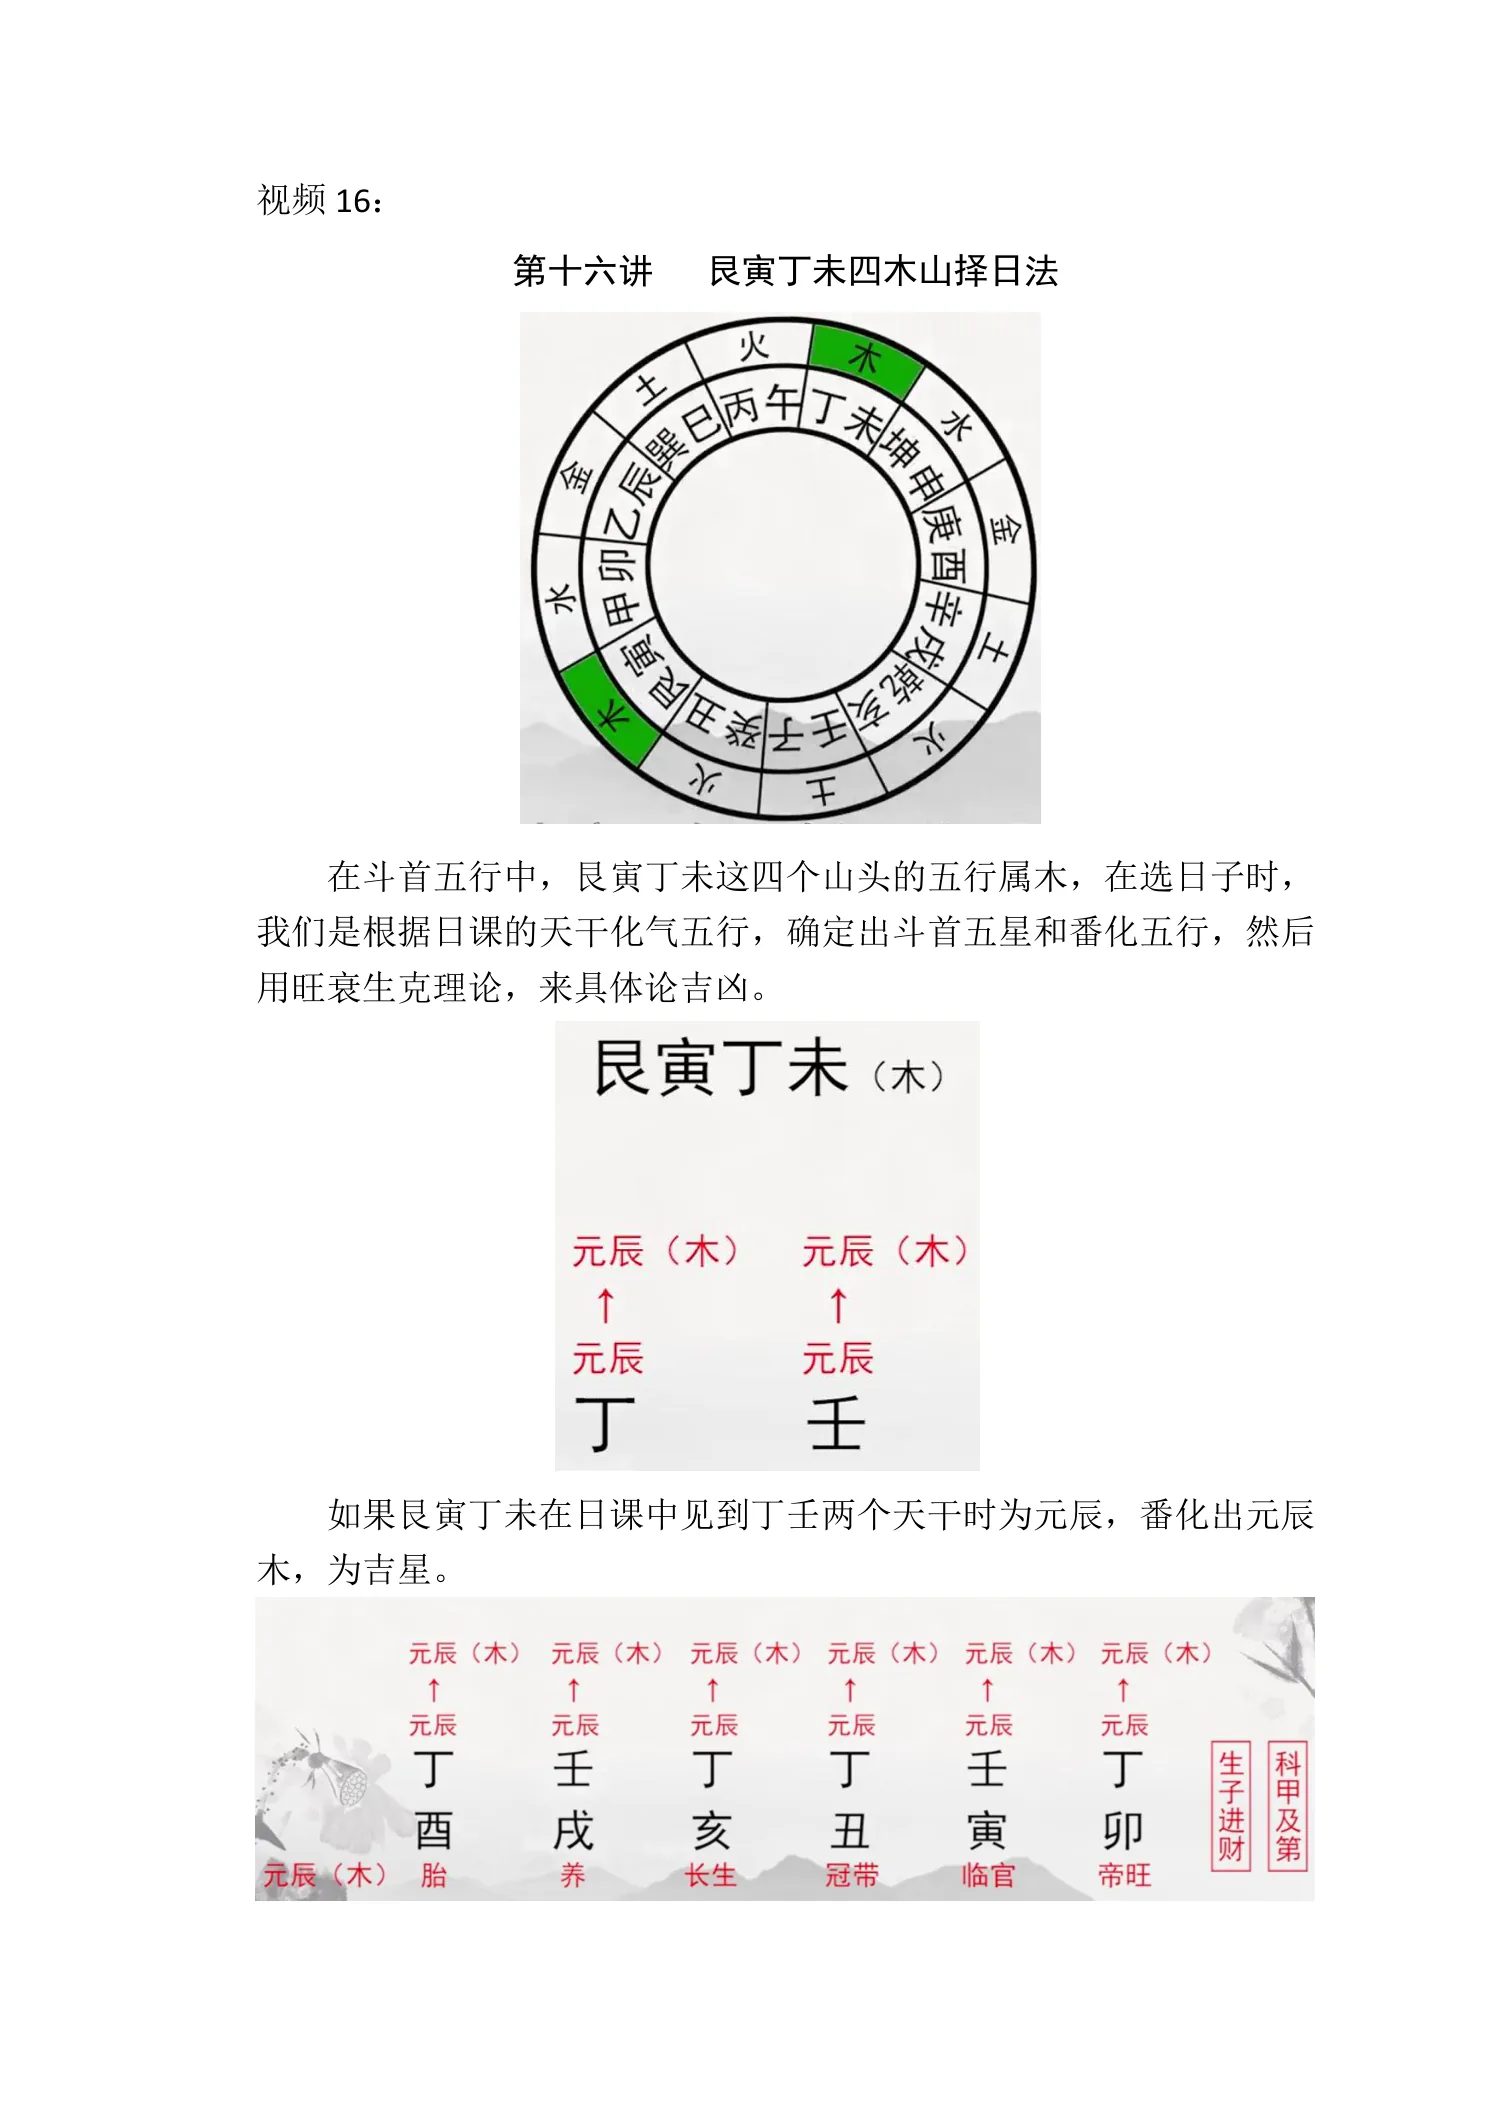 视频 16：
第十六讲 艮寅丁未四木山择日法
火 木 水 金 土 火 土 火 木 水 金 土
丙午 丁未 坤申 庚酉 辛戌 乾亥 壬子 癸丑 艮寅 甲卯 乙辰 巽巳
在斗首五行中，艮寅丁未这四个山头的五行属木，在选日子时，
我们是根据日课的天干化气五行，确定出斗首五星和番化五行，然后
用旺衰生克理论，来具体论吉凶。
艮寅丁未（木）
元辰（木） 元辰（木）
↑ ↑
元辰 元辰
丁 壬
如果艮寅丁未在日课中见到丁壬两个天干时为元辰，番化出元辰
木，为吉星。
元辰（木） 元辰（木） 元辰（木） 元辰（木） 元辰（木） 元辰（木）
↑ ↑ ↑ ↑ ↑ ↑
元辰 元辰 元辰 元辰 元辰 元辰
丁 壬 丁 丁 壬 丁
酉 戌 亥 丑 寅 卯
元辰（木） 胎 养 长生 冠带 临官 帝旺
生子进财
科甲及第